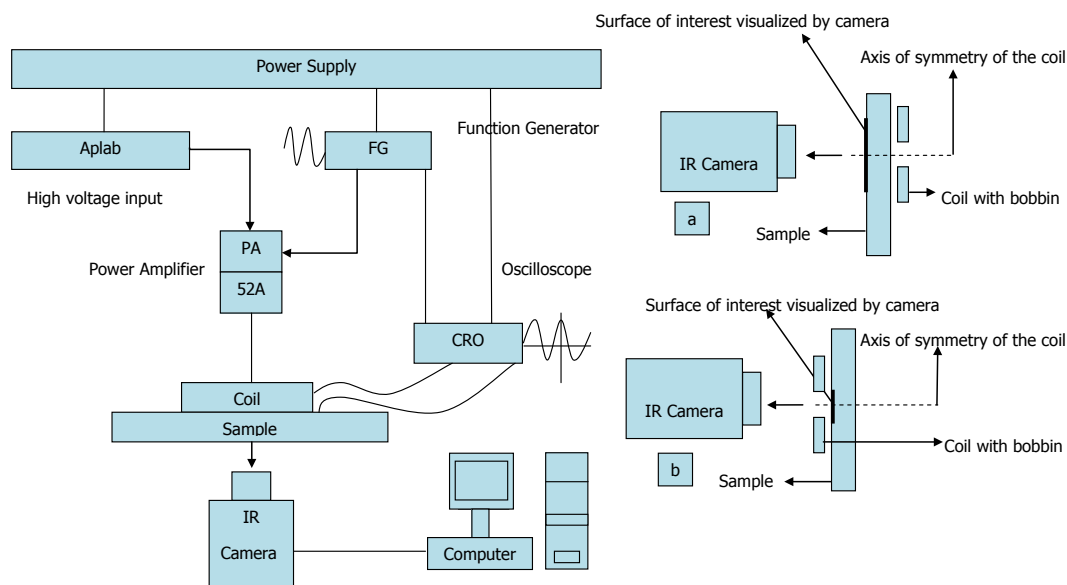 Power Supply
Aplab
FG
Function Generator
High voltage input
PA
52A
Power Amplifier
Oscilloscope
CRO
Coil
Sample
IR
Camera
Computer
Surface of interest visualized by camera
Axis of symmetry of the coil
IR Camera
a
Coil with bobbin
Sample
Surface of interest visualized by camera
Axis of symmetry of the coil
IR Camera
b
Coil with bobbin
Sample